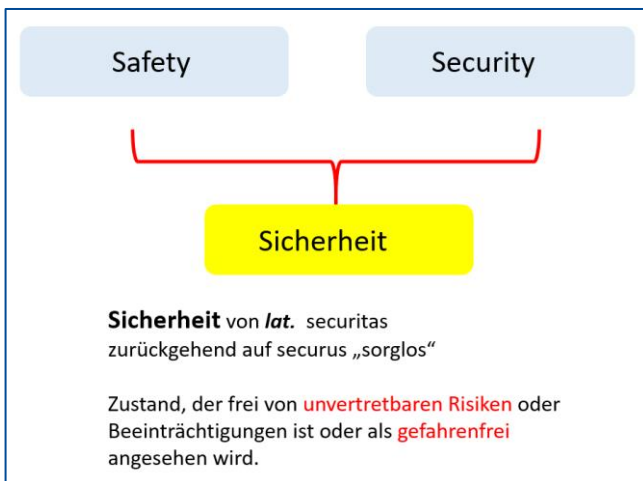 Safety
Security
Sicherheit
Sicherheit von lat. securitas
zurückgehend auf securus „sorglos“
Zustand, der frei von unvertretbaren Risiken oder
Beeinträchtigungen ist oder als gefahrenfrei
angesehen wird.